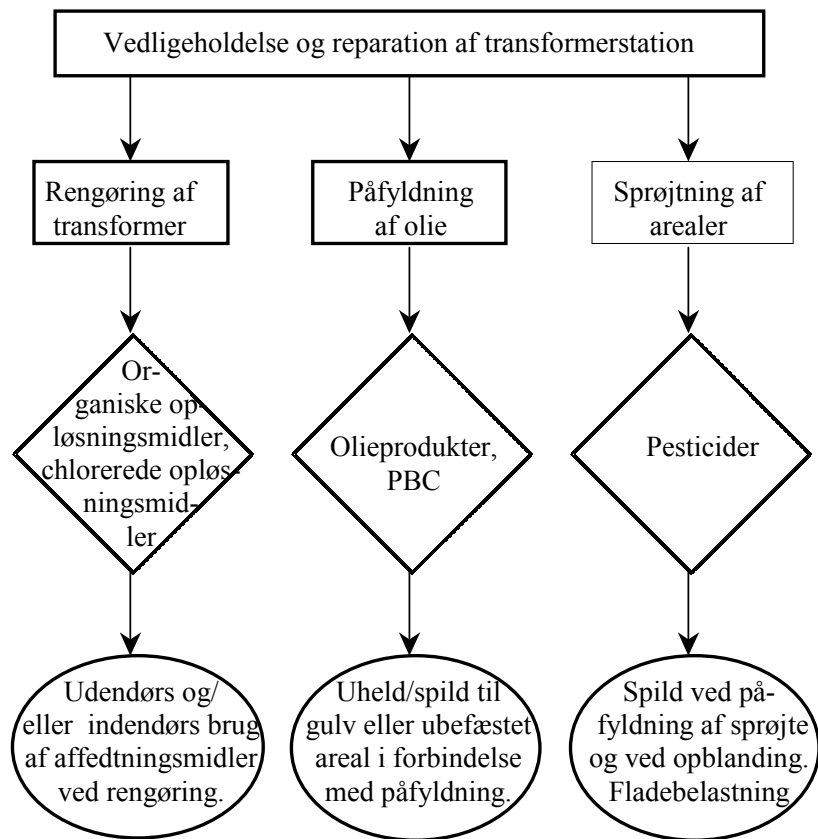 Vedligeholdelse og reparation af transformerstation
Rengøring af
transformer
Påfyldning
af olie
Sprøjtning af
arealer
Or-
ganiske op-
løsningsmidler,
chlorerede opløs-
ningsmid-
ler
Olieprodukter,
PBC
Pesticider
Udendørs og/
eller indendørs brug
af affedtningsmidler
ved rengøring.
Uheld/spild til
gulv eller ubefæstet
areal i forbindelse
med påfyldning.
Spild ved på-
fyldning af sprøjte
og ved opblanding.
Fladebelastning